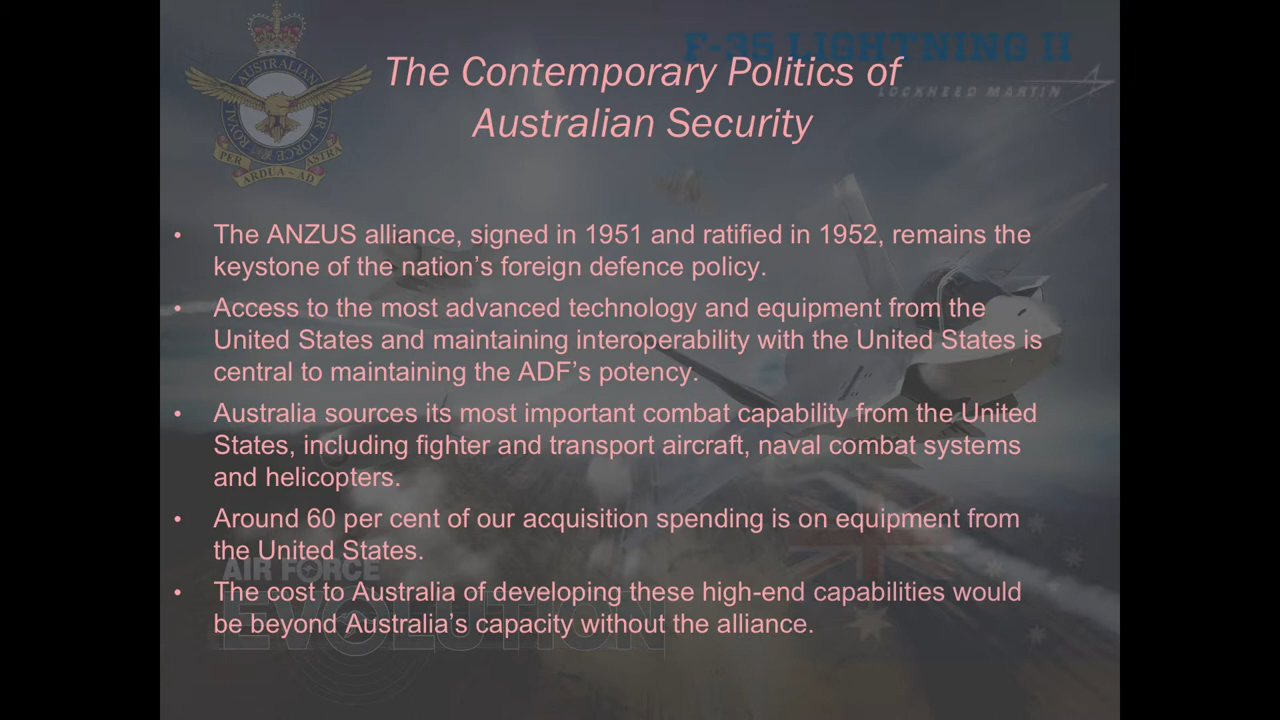 F-35 LIGHTNING II
LOCKHEED MARTIN
ROYAL AUSTRALIAN AIR FORCE
PER ARDUA AD ASTRA
The Contemporary Politics of
Australian Security
• The ANZUS alliance, signed in 1951 and ratified in 1952, remains the
keystone of the nation’s foreign defence policy.
• Access to the most advanced technology and equipment from the
United States and maintaining interoperability with the United States is
central to maintaining the ADF’s potency.
• Australia sources its most important combat capability from the United
States, including fighter and transport aircraft, naval combat systems
and helicopters.
• Around 60 per cent of our acquisition spending is on equipment from
the United States.
• The cost to Australia of developing these high-end capabilities would
be beyond Australia’s capacity without the alliance.
AIR FORCE
EVOLUTION